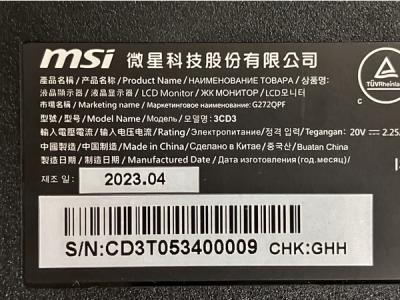 msi 微星科技股份有限公司
產品名稱/产品名称/Product Name/НАИМЕНОВАНИЕ ТОВАРА/상품명:
液晶顯示器/液晶显示器/LCD Monitor/ЖК МОНИТОР/LCD모니터
市場名稱/Marketing name/Маркетинговое наименование: G272QPF
型號/型号/Model/Модель/모델명: 3CD3
輸入電壓電流/输入电压电流/Rating/Электропитание/정격 입력/Tegangan: 20V ⎓ 2.25
中國製造/中国制造/Made in China/Сделано в Китае/중국산/Buatan China
製造日期/制造日期/Manufactured Date/Дата изготовления (год.месяц)/
제조 일: 2023.04
S/N:CD3T053400009 CHK:GHH
TÜVRheinla
C